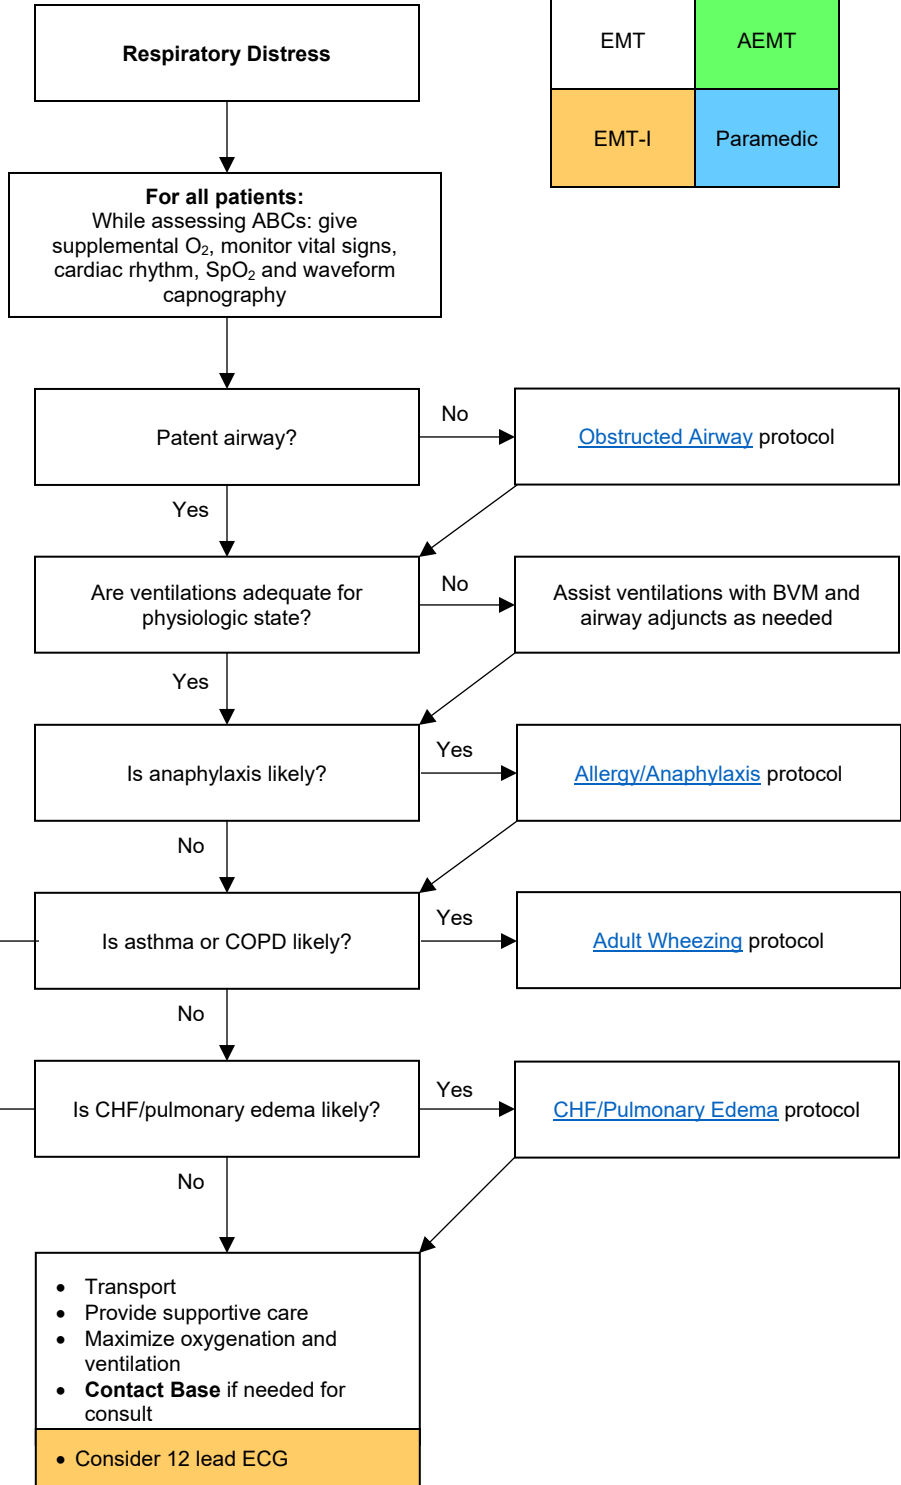 Respiratory Distress
EMT
AEMT
EMT-I
Paramedic
For all patients:
While assessing ABCs: give
supplemental O₂, monitor vital signs,
cardiac rhythm, SpO₂ and waveform
capnography
Patent airway?
No
Obstructed Airway protocol
Yes
Are ventilations adequate for
physiologic state?
No
Assist ventilations with BVM and
airway adjuncts as needed
Yes
Is anaphylaxis likely?
Yes
Allergy/Anaphylaxis protocol
No
Is asthma or COPD likely?
Yes
Adult Wheezing protocol
No
Is CHF/pulmonary edema likely?
Yes
CHF/Pulmonary Edema protocol
No
• Transport
• Provide supportive care
• Maximize oxygenation and
ventilation
• Contact Base if needed for
consult
• Consider 12 lead ECG